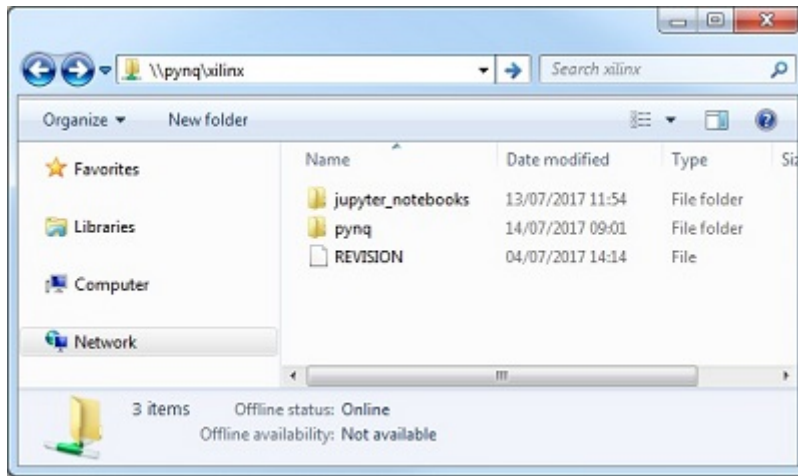 \\pynq\xilinx
Search xilinx
Organize New folder
Favorites
Libraries
Computer
Network
Name Date modified Type Siz
jupyter_notebooks 13/07/2017 11:54 File folder
pynq 14/07/2017 09:01 File folder
REVISION 04/07/2017 14:14 File
3 items Offline status: Online
Offline availability: Not available